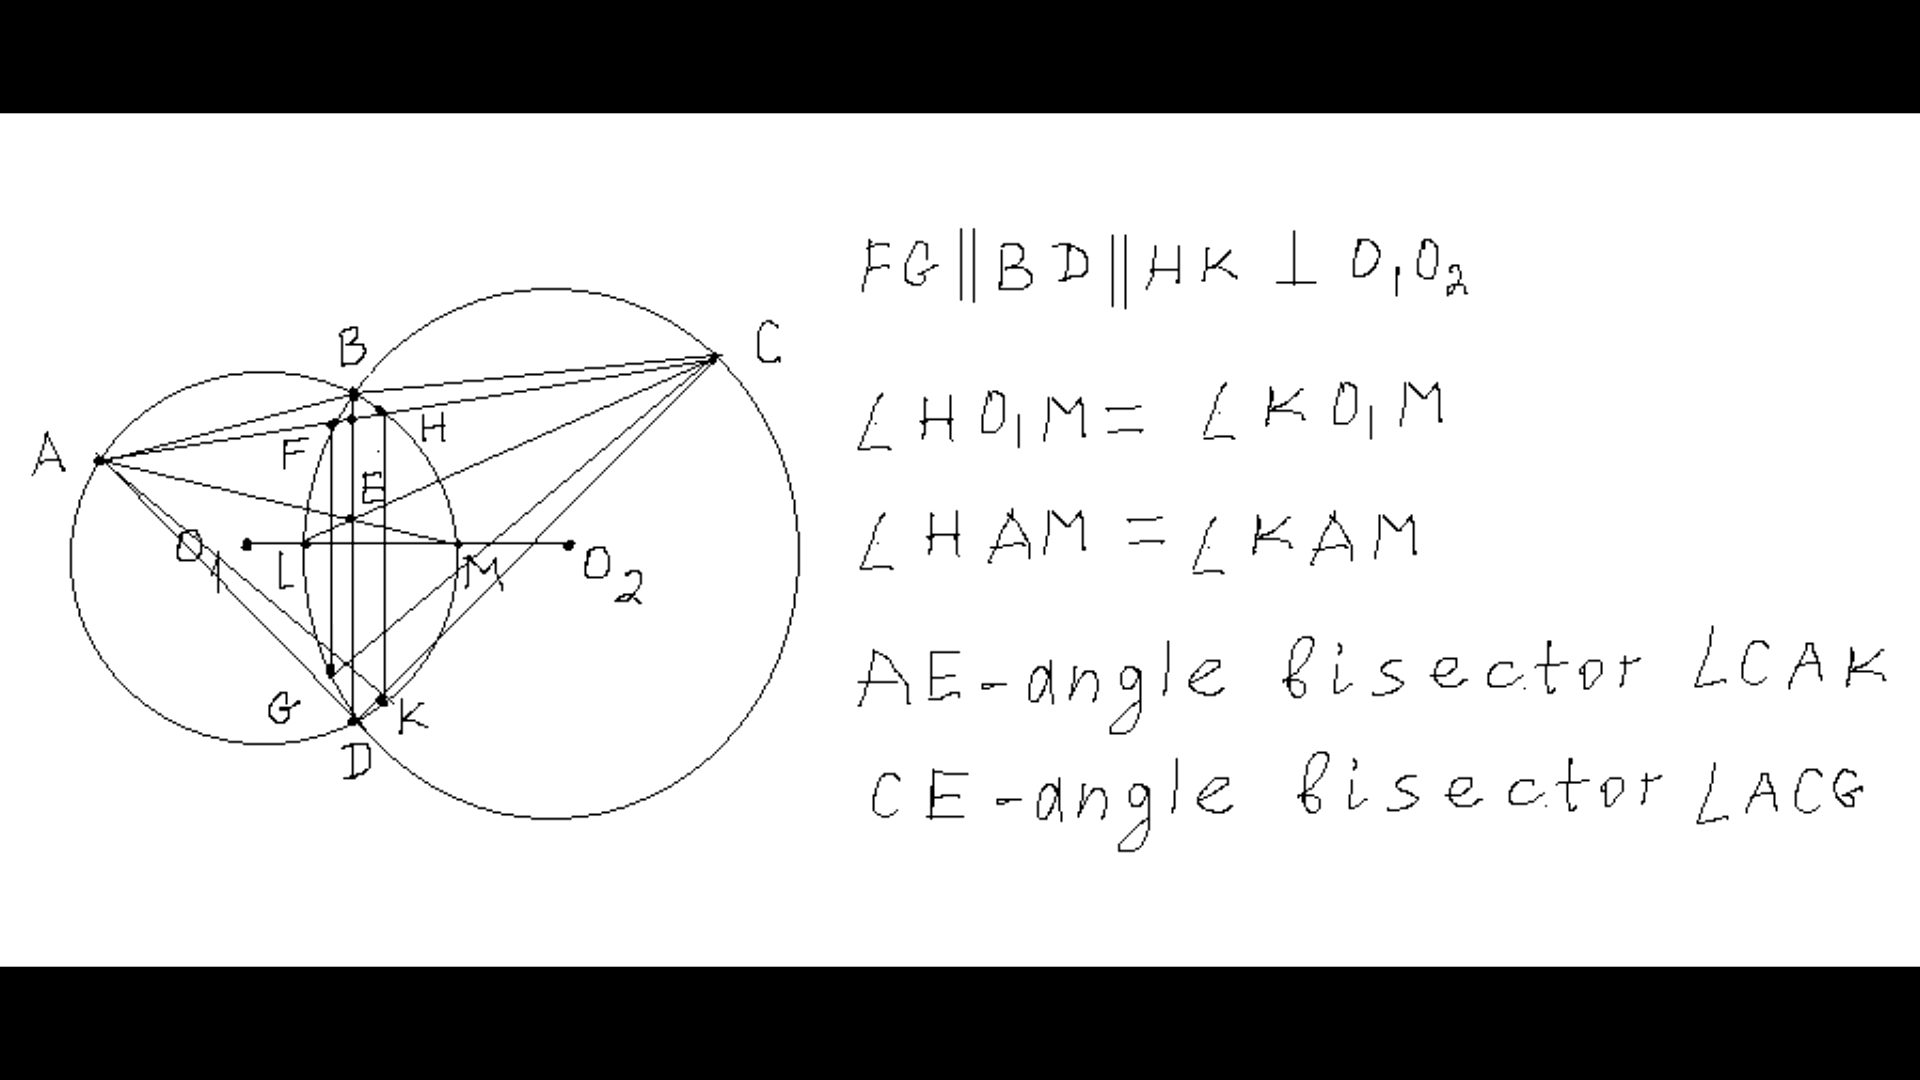 B
C
H
F
A
E
O1
L
M
O2
G
K
D
FG||BD||HK ⊥ O1O2
∠HO1M = ∠KO1M
∠HAM = ∠KAM
AE-angle bisector ∠CAK
CE-angle bisector ∠ACG